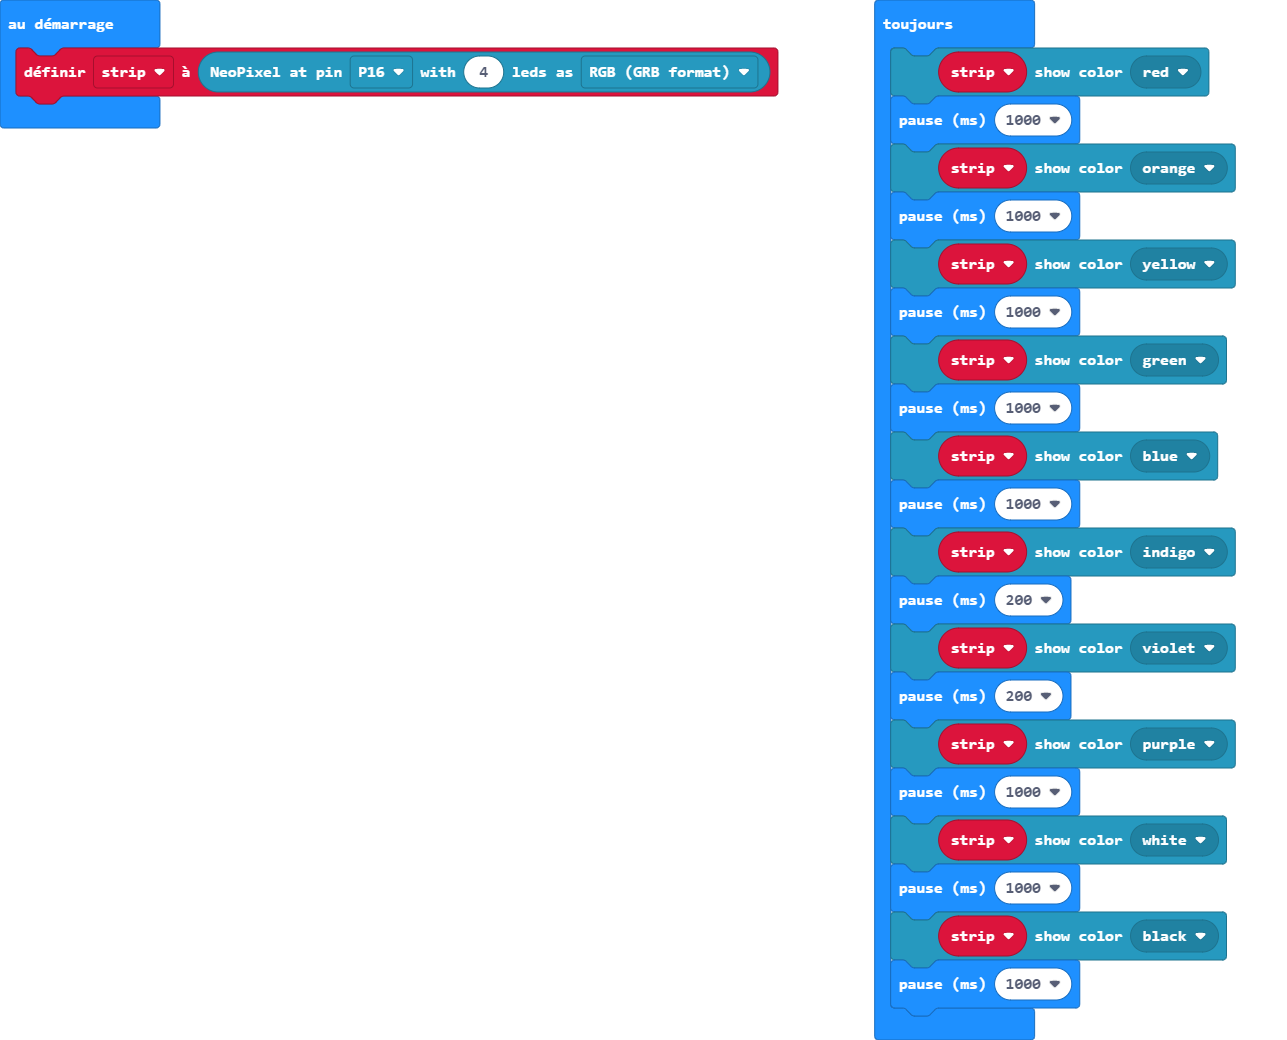 au démarrage
définir strip à NeoPixel at pin P16 with 4 leds as RGB (GRB format)
toujours
strip show color red
pause (ms) 1000
strip show color orange
pause (ms) 1000
strip show color yellow
pause (ms) 1000
strip show color green
pause (ms) 1000
strip show color blue
pause (ms) 1000
strip show color indigo
pause (ms) 200
strip show color violet
pause (ms) 200
strip show color purple
pause (ms) 1000
strip show color white
pause (ms) 1000
strip show color black
pause (ms) 1000